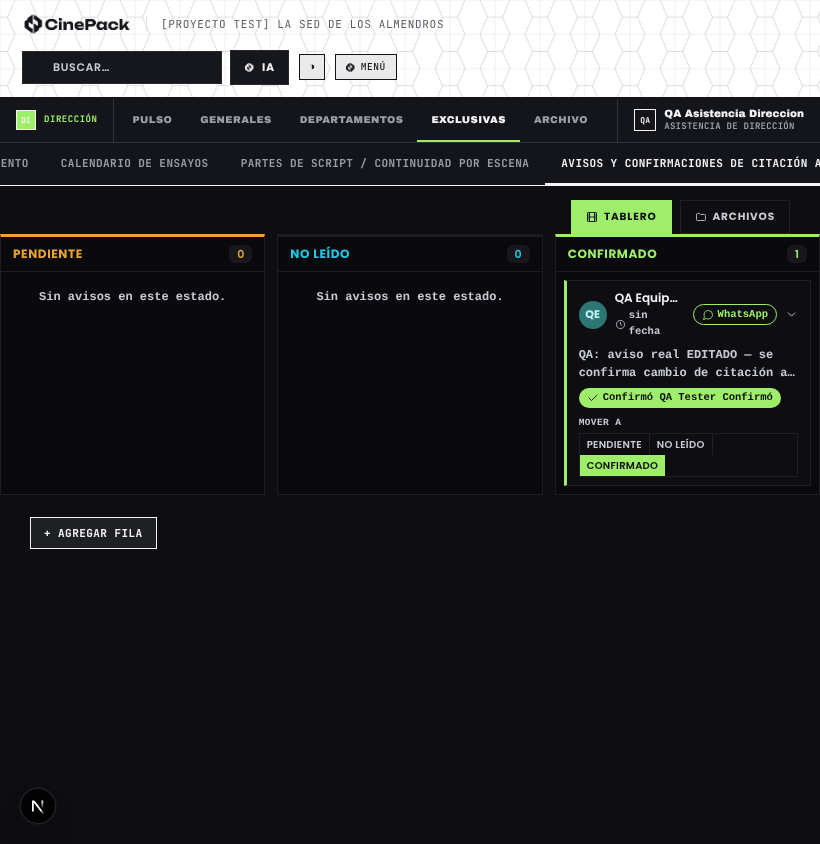 CinePack
[PROYECTO TEST] LA SED DE LOS ALMENDROS
BUSCAR…
IA
MENÚ
DI
DIRECCIÓN
PULSO
GENERALES
DEPARTAMENTOS
EXCLUSIVAS
ARCHIVO
QA
QA Asistencia Direccion
ASISTENCIA DE DIRECCIÓN
ENTO
CALENDARIO DE ENSAYOS
PARTES DE SCRIPT / CONTINUIDAD POR ESCENA
AVISOS Y CONFIRMACIONES DE CITACIÓN A
TABLERO
ARCHIVOS
PENDIENTE
0
Sin avisos en este estado.
NO LEÍDO
0
Sin avisos en este estado.
CONFIRMADO
1
QE
QA Equip…
sin
fecha
WhatsApp
QA: aviso real EDITADO — se
confirma cambio de citación a…
Confirmó QA Tester Confirmó
MOVER A
PENDIENTE
NO LEÍDO
CONFIRMADO
+ AGREGAR FILA
N